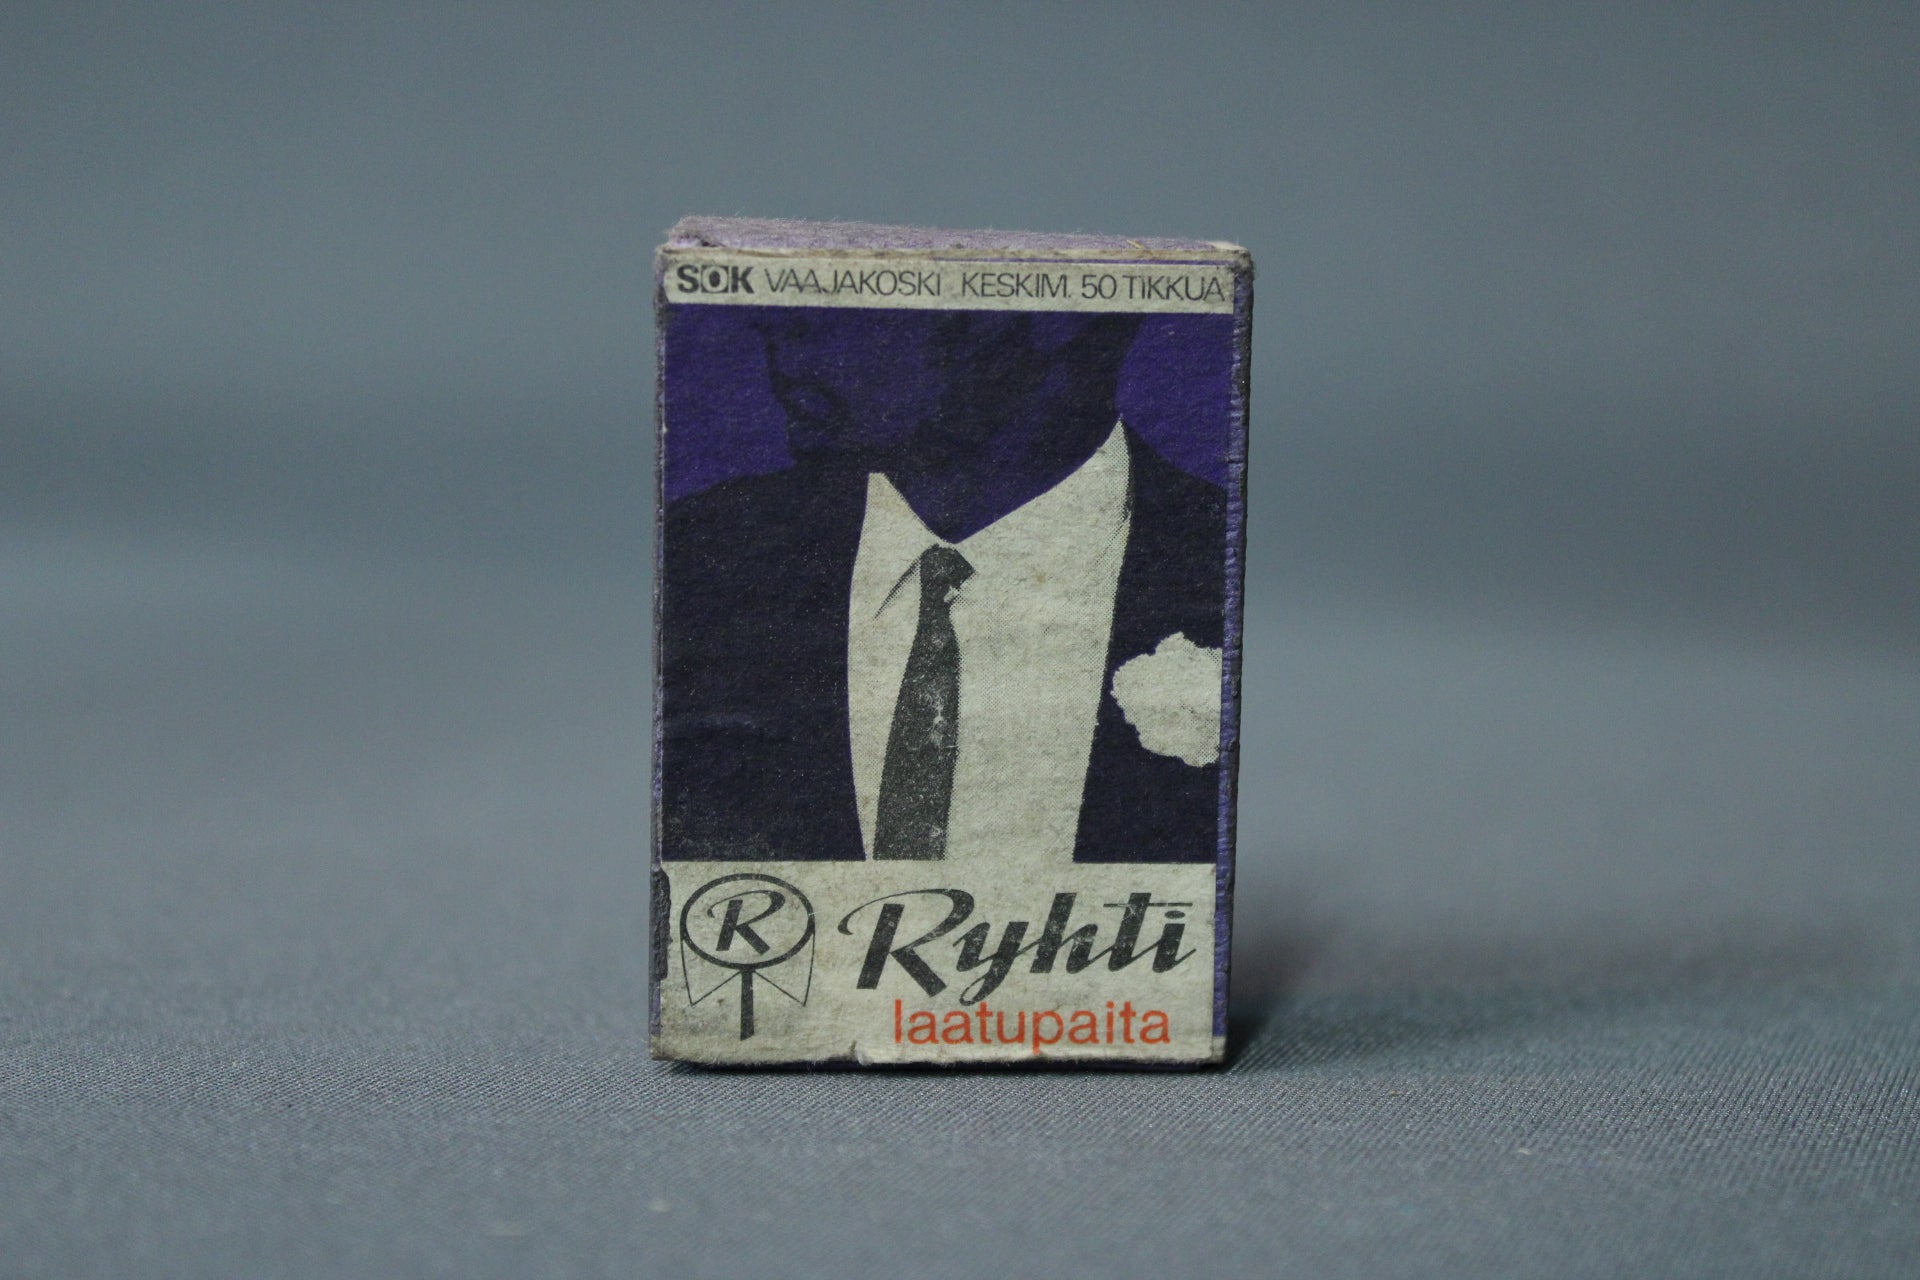 SOK VAAJAKOSKI KESKIM. 50 TIKKUA
R Ryhti
laatupaita